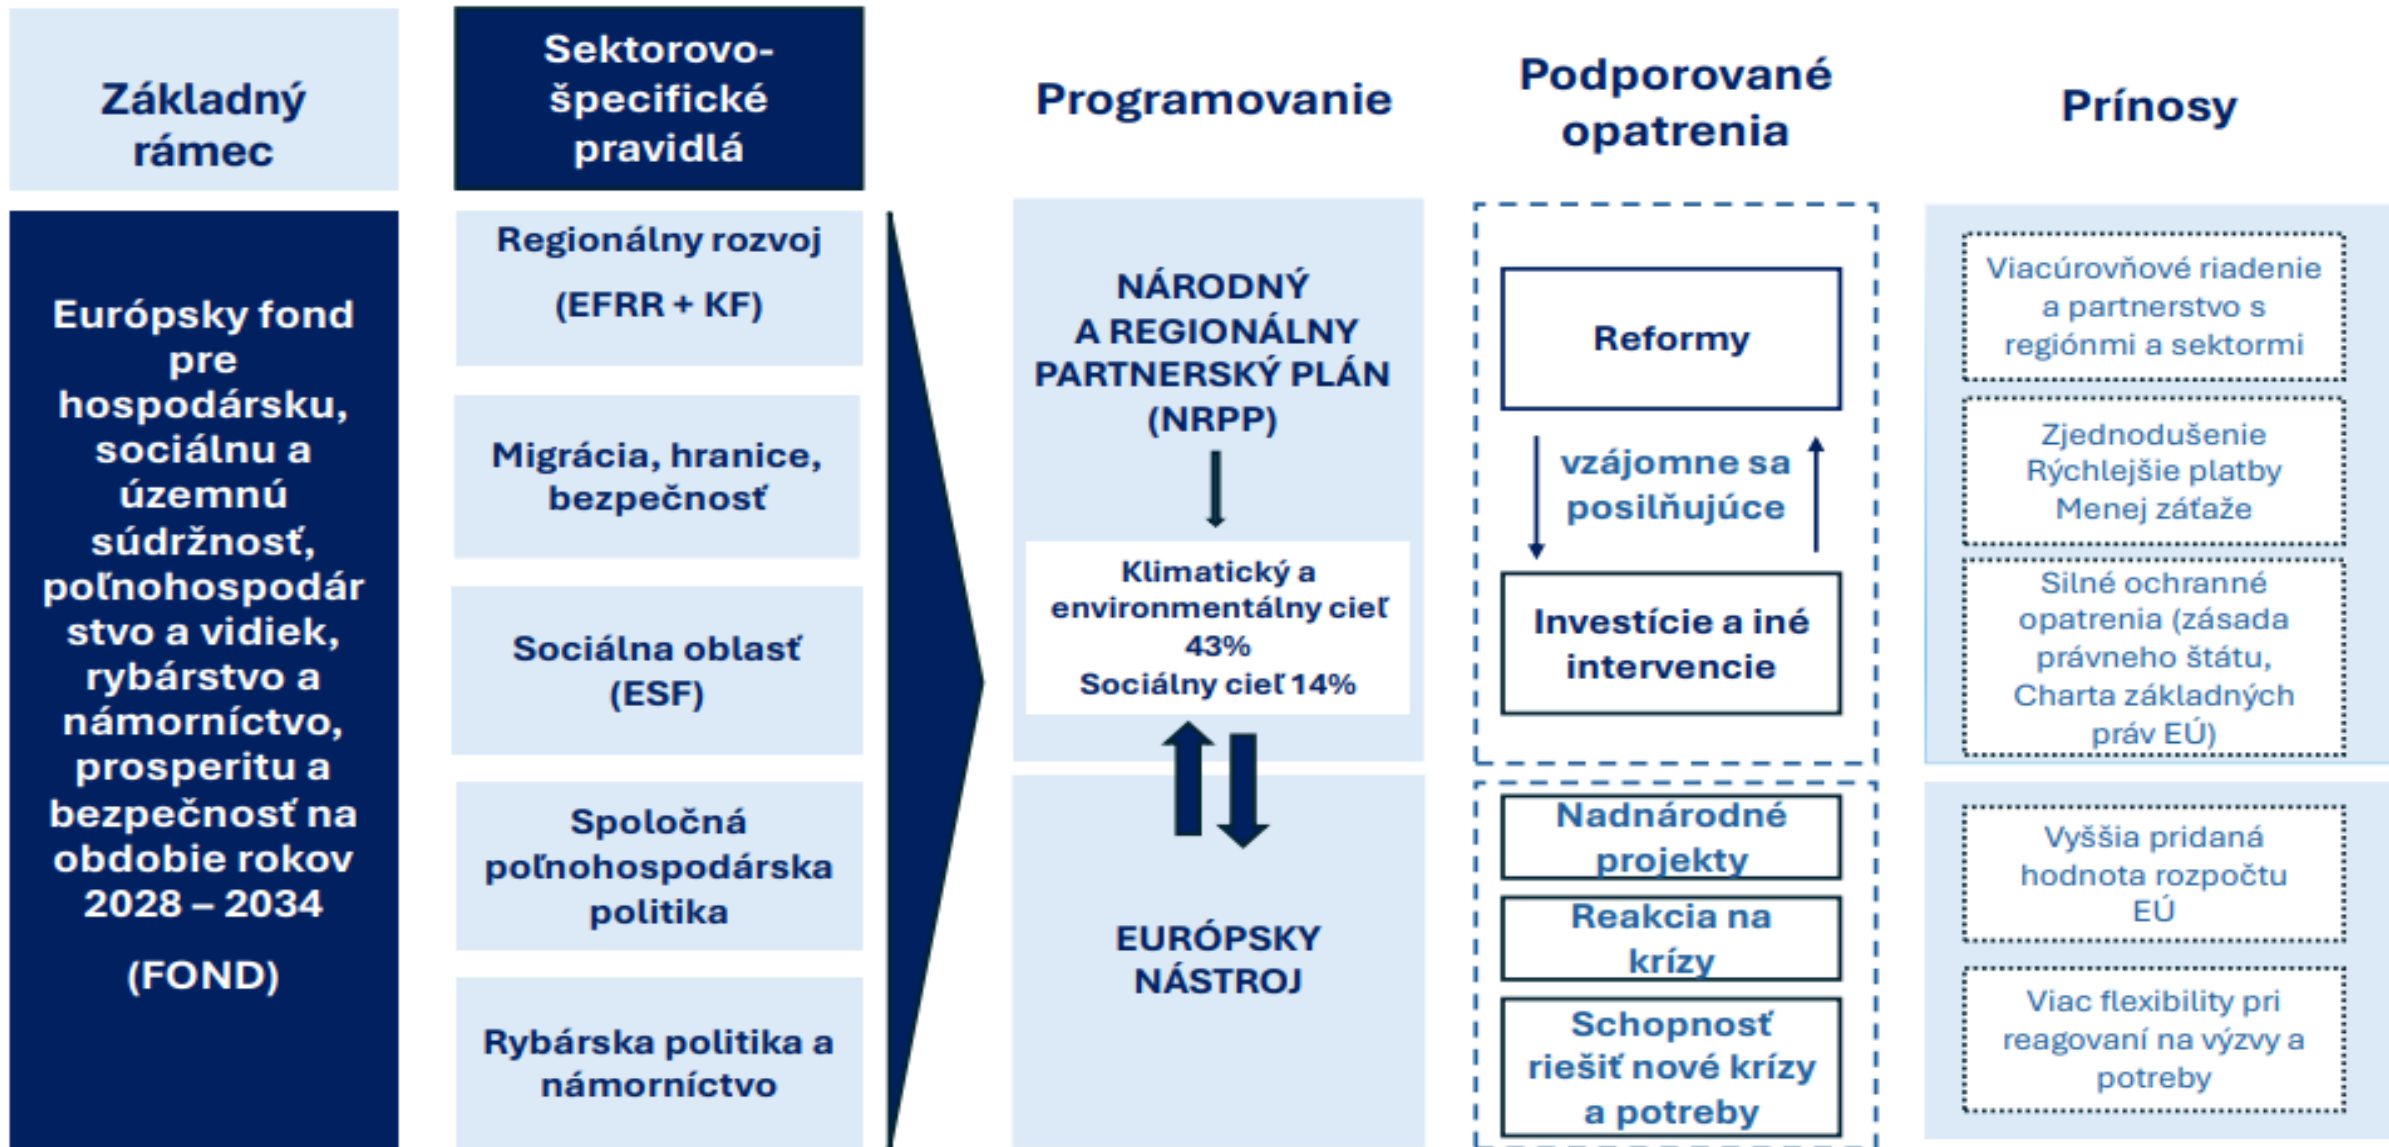 Základný
rámec
Sektorovo-
špecifické
pravidlá
Programovanie
Podporované
opatrenia
Prínosy
Európsky fond
pre
hospodársku,
sociálnu a
územnú
súdržnosť,
poľnohospodár
stvo a vidiek,
rybárstvo a
námorníctvo,
prosperitu a
bezpečnosť na
obdobie rokov
2028 – 2034
(FOND)
Regionálny rozvoj
(EFRR + KF)
Migrácia, hranice,
bezpečnosť
Sociálna oblasť
(ESF)
Spoločná
poľnohospodárska
politika
Rybárska politika a
námorníctvo
NÁRODNÝ
A REGIONÁLNY
PARTNERSKÝ PLÁN
(NRPP)
Klimatický a
environmentálny cieľ
43%
Sociálny cieľ 14%
EURÓPSKY
NÁSTROJ
Reformy
vzájomne sa
posilňujúce
Investície a iné
intervencie
Nadnárodné
projekty
Reakcia na
krízy
Schopnosť
riešiť nové krízy
a potreby
Viacúrovňové riadenie
a partnerstvo s
regiónmi a sektormi
Zjednodušenie
Rýchlejšie platby
Menej záťaže
Silné ochranné
opatrenia (zásada
právneho štátu,
Charta základných
práv EÚ)
Vyššia pridaná
hodnota rozpočtu
EÚ
Viac flexibility pri
reagovaní na výzvy a
potreby